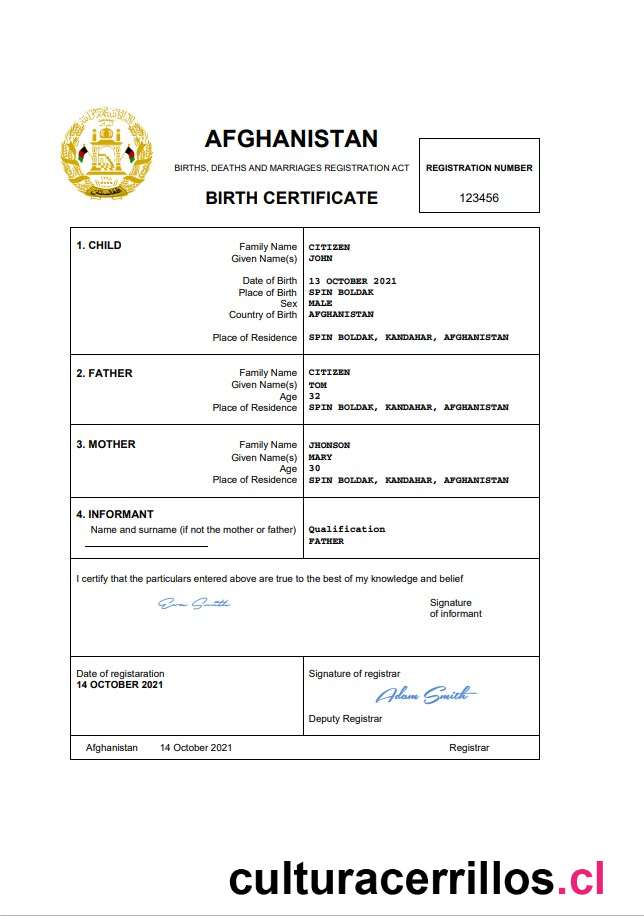 AFGHANISTAN
BIRTHS, DEATHS AND MARRIAGES REGISTRATION ACT
BIRTH CERTIFICATE
REGISTRATION NUMBER
123456
1. CHILD
Family Name CITIZEN
Given Name(s) JOHN
Date of Birth 13 OCTOBER 2021
Place of Birth SPIN BOLDAK
Sex MALE
Country of Birth AFGHANISTAN
Place of Residence SPIN BOLDAK, KANDAHAR, AFGHANISTAN
2. FATHER
Family Name CITIZEN
Given Name(s) TOM
Age 32
Place of Residence SPIN BOLDAK, KANDAHAR, AFGHANISTAN
3. MOTHER
Family Name JHONSON
Given Name(s) MARY
Age 30
Place of Residence SPIN BOLDAK, KANDAHAR, AFGHANISTAN
4. INFORMANT
Name and surname (if not the mother or father) Qualification
FATHER
I certify that the particulars entered above are true to the best of my knowledge and belief
Eva Smith
Signature
of informant
Date of registaration
14 OCTOBER 2021
Signature of registrar
Adam Smith
Deputy Registrar
Afghanistan 14 October 2021 Registrar
culturacerrillos.cl